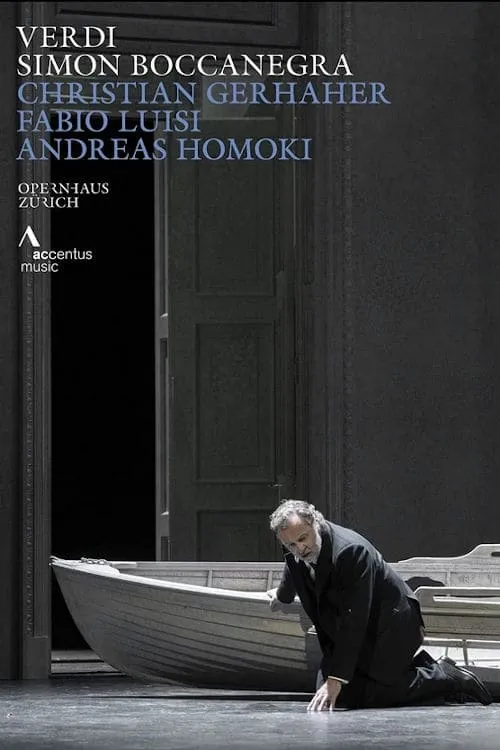 VERDI
SIMON BOCCANEGRA
CHRISTIAN GERHAHER
FABIO LUISI
ANDREAS HOMOKI
OPERNHAUS
ZÜRICH
accentus
music